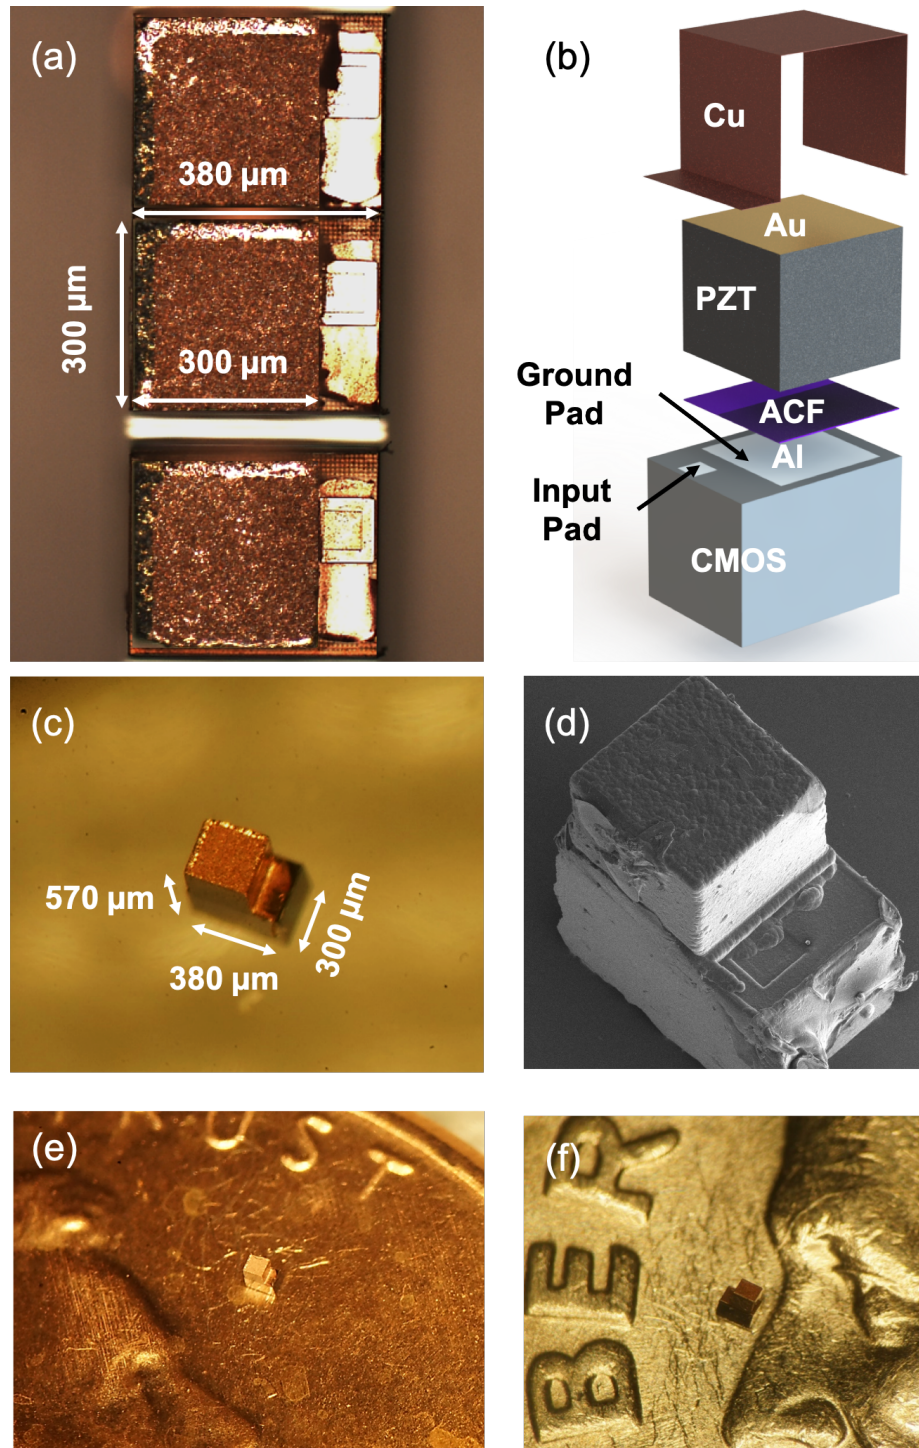 (a)
380 µm
300 µm
300 µm
(b)
Cu
Au
PZT
Ground
Pad
ACF
Al
Input
Pad
CMOS
(c)
570 µm
380 µm
300 µm
(d)
(e)
UST
(f)
BER